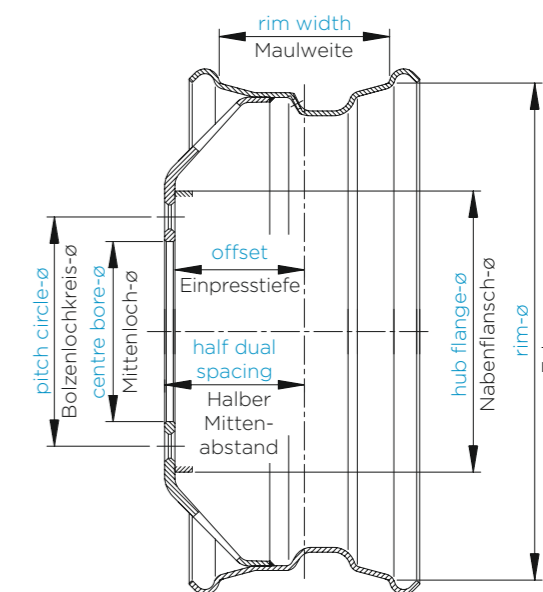 rim width
Maulweite
offset
Einpresstiefe
half dual
spacing
Halber
Mitten-
abstand
pitch circle-ø
Bolzenlochkreis-ø
centre bore-ø
Mittenloch-ø
hub flange-ø
Nabenflansch-ø
rim-ø